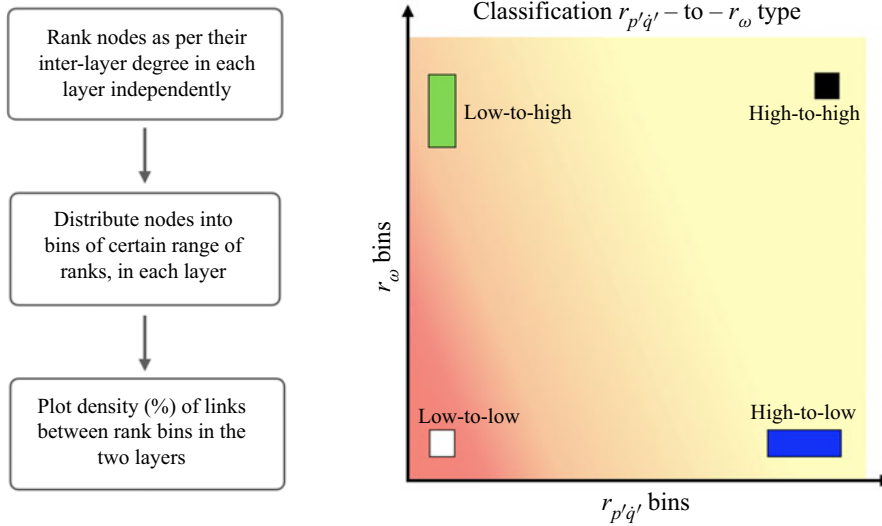 Rank nodes as per their
inter-layer degree in each
layer independently
Distribute nodes into
bins of certain range of
ranks, in each layer
Plot density (%) of links
between rank bins in the
two layers
Classification r_{p′q̇′} – to – r_ω type
Low-to-high
High-to-high
r_ω bins
Low-to-low
High-to-low
r_{p′q̇′} bins